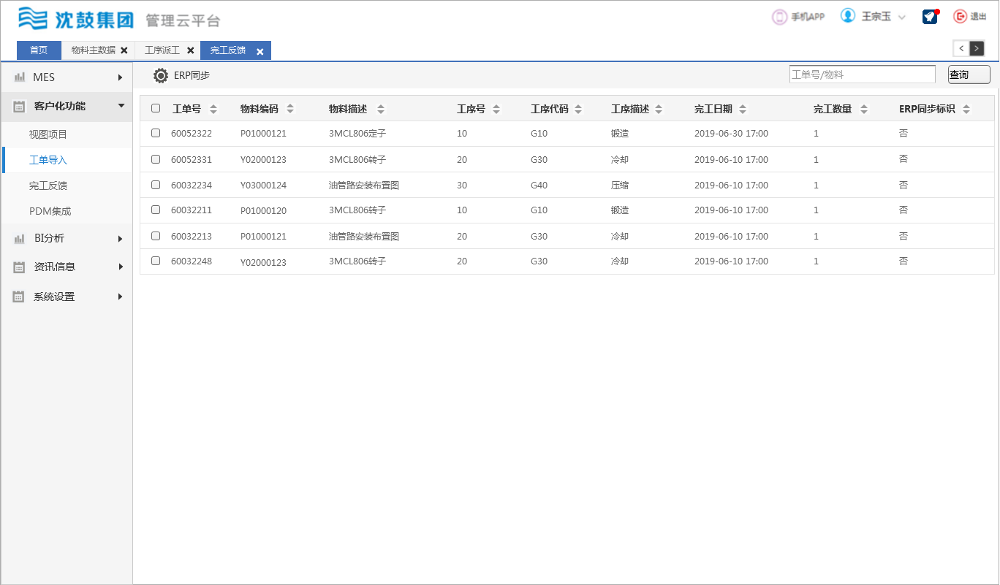 沈鼓集团 管理云平台 手机APP 王宗玉 退出
首页 物料主数据 工序派工 完工反馈
MES
客户化功能
视图项目
工单导入
完工反馈
PDM集成
BI分析
资讯信息
系统设置
ERP同步 工单号/物料 查询
工单号 物料编码 物料描述 工序号 工序代码 工序描述 完工日期 完工数量 ERP同步标识
60052322 P01000121 3MCL806定子 10 G10 锻造 2019-06-30 17:00 1 否
60052331 Y02000123 3MCL806转子 20 G30 冷却 2019-06-10 17:00 1 否
60032234 Y03000124 油管路安装布置图 30 G40 压缩 2019-06-10 17:00 1 否
60032211 P01000120 3MCL806转子 10 G10 锻造 2019-06-10 17:00 1 否
60032213 P01000121 油管路安装布置图 20 G30 冷却 2019-06-10 17:00 1 否
60032248 Y02000123 3MCL806转子 20 G30 冷却 2019-06-10 17:00 1 否